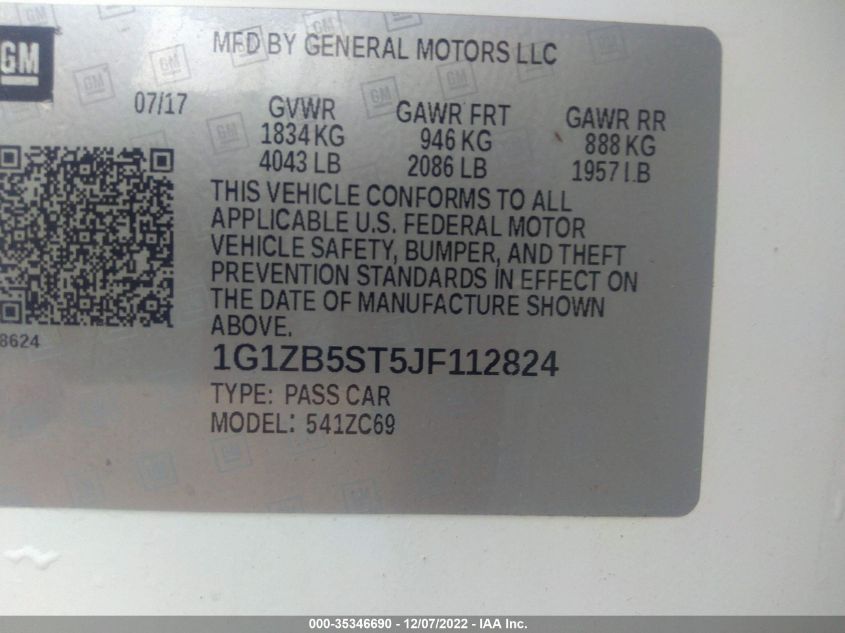 GM
MFD BY GENERAL MOTORS LLC
07/17 GVWR GAWR FRT GAWR RR
1834 KG 946 KG 888 KG
4043 LB 2086 LB 1957 LB
THIS VEHICLE CONFORMS TO ALL
APPLICABLE U.S. FEDERAL MOTOR
VEHICLE SAFETY, BUMPER, AND THEFT
PREVENTION STANDARDS IN EFFECT ON
THE DATE OF MANUFACTURE SHOWN
ABOVE.
8624
1G1ZB5ST5JF112824
TYPE: PASS CAR
MODEL: 541ZC69
000-35346690 - 12/07/2022 - IAA Inc.